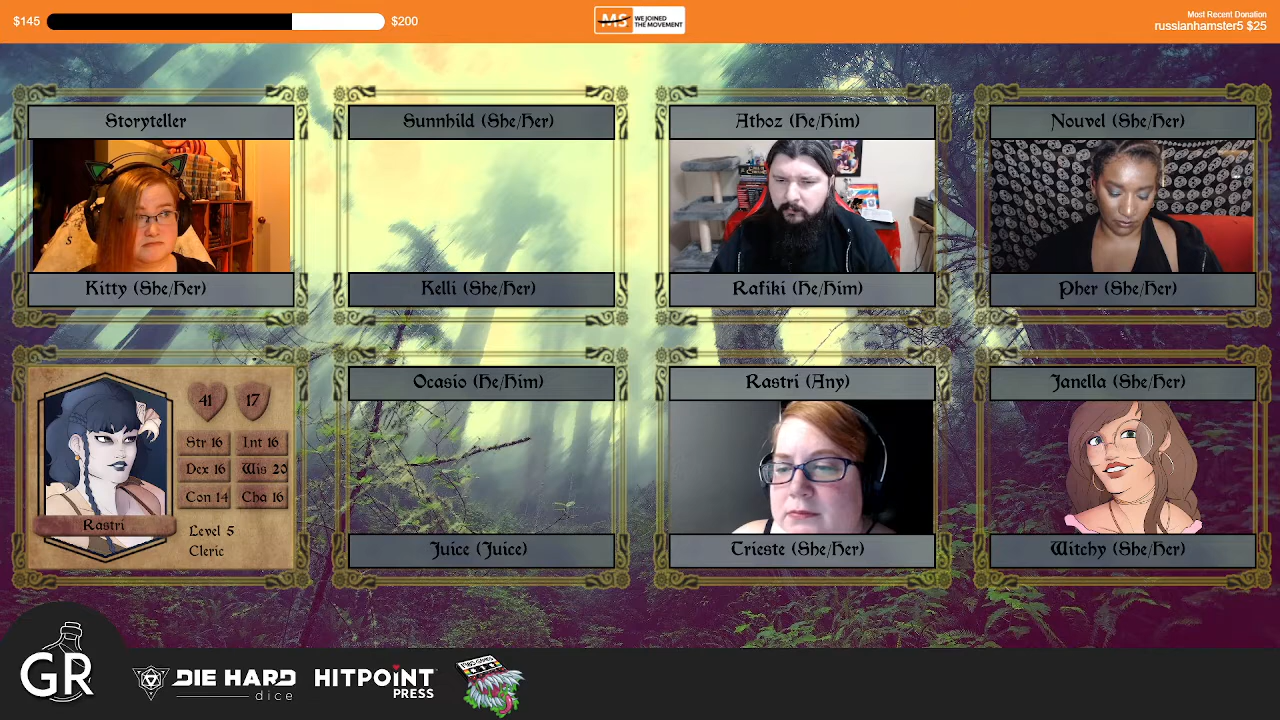 $145
$200
MS
WE JOINED
THE MOVEMENT
Most Recent Donation
russianhamster5 $25
Storyteller
Sunnhild (She/Her)
Athoz (He/Him)
Nouvel (She/Her)
Kitty (She/Her)
Kelli (She/Her)
Rafiki (He/Him)
Pher (She/Her)
41
17
Str 16
Int 16
Dex 16
Wis 20
Con 14
Cha 16
Rastri
Level 5
Cleric
Ocasio (He/Him)
Rastri (Any)
Janella (She/Her)
Juice (Juice)
Trieste (She/Her)
Witchy (She/Her)
GR
DIE HARD
dice
HITPOINT
PRESS